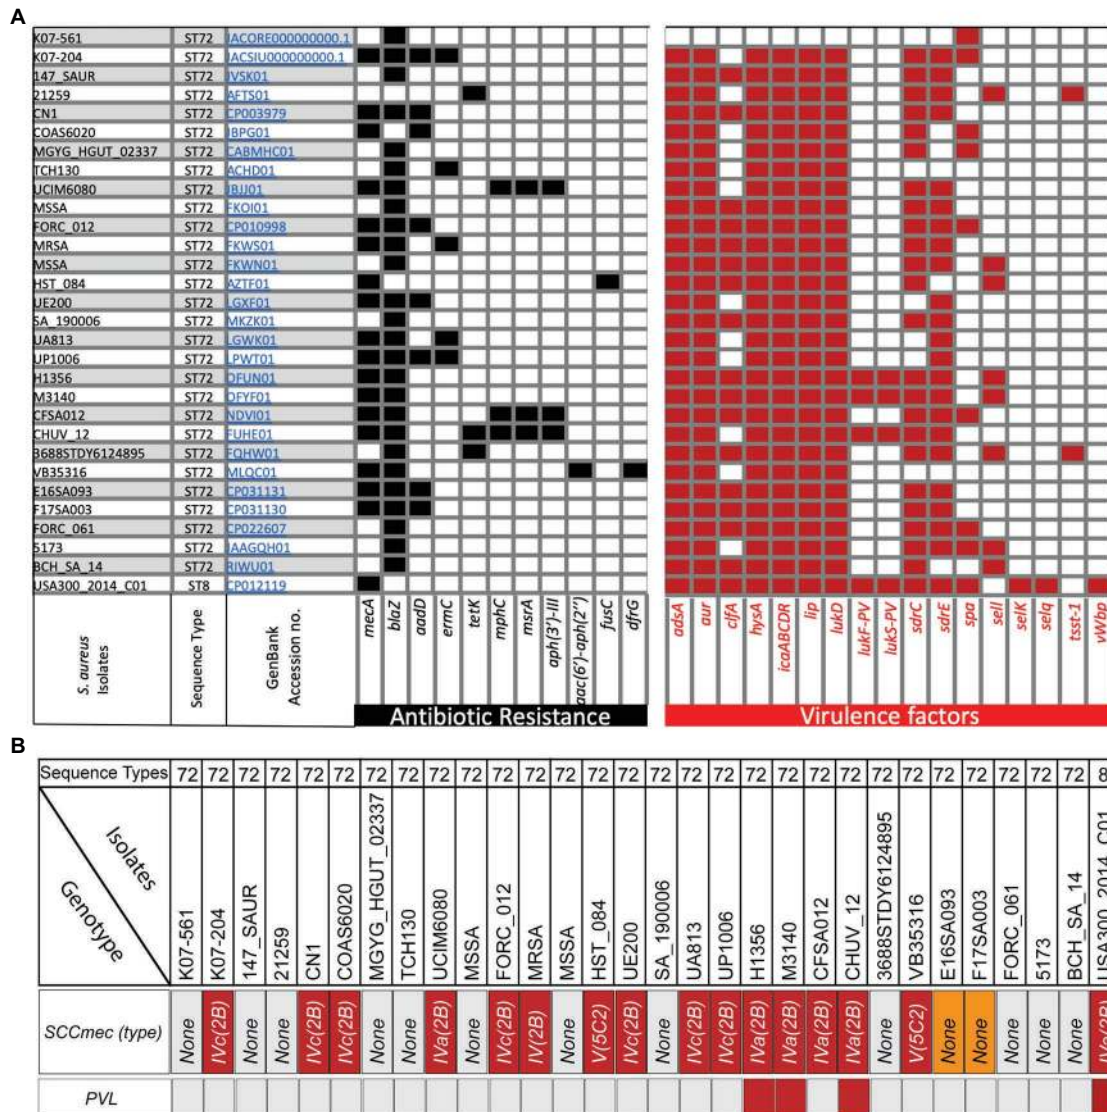 A
K07-561 ST72 JACORE000000000.1
K07-204 ST72 JACSIU000000000.1
147_SAUR ST72 JVSK01
21259 ST72 AFTS01
CN1 ST72 CP003979
COAS6020 ST72 JBPG01
MGYG_HGUT_02337 ST72 CABMHC01
TCH130 ST72 ACHD01
UCIM6080 ST72 JBJJ01
MSSA ST72 FKOI01
FORC_012 ST72 CP010998
MRSA ST72 FKWS01
MSSA ST72 FKWN01
HST_084 ST72 AZTF01
UE200 ST72 LGXF01
SA_190006 ST72 MKZK01
UA813 ST72 LGWK01
UP1006 ST72 LPWT01
H1356 ST72 OFUN01
M3140 ST72 OFYF01
CFSA012 ST72 NDVI01
CHUV_12 ST72 FUHE01
3688STDY6124895 ST72 FQHW01
VB35316 ST72 MLQC01
E16SA093 ST72 CP031131
F17SA003 ST72 CP031130
FORC_061 ST72 CP022607
5173 ST72 JAAGQH01
BCH_SA_14 ST72 RIWU01
USA300_2014_C01 ST8 CP012119
S. aureus
Isolates
Sequence Type
GenBank
Accession no.
mecA blaZ aadD ermC tetK mphC msrA aph(3')-III aac(6')-aph(2'') fusC dfrG
adsA aur clfA hysA icaABCDR lip lukD lukF-PV lukS-PV sdrC sdrE spa sell selK selq tsst-1 vWbp
Antibiotic Resistance
Virulence factors
B
Sequence Types 72 72 72 72 72 72 72 72 72 72 72 72 72 72 72 72 72 72 72 72 72 72 72 72 72 72 72 72 72 8
Isolates
Genotype
K07-561 K07-204 147_SAUR 21259 CN1 COAS6020 MGYG_HGUT_02337 TCH130 UCIM6080 MSSA FORC_012 MRSA MSSA HST_084 UE200 SA_190006 UA813 UP1006 H1356 M3140 CFSA012 CHUV_12 3688STDY6124895 VB35316 E16SA093 F17SA003 FORC_061 5173 BCH_SA_14 USA300_2014_C01
SCCmec (type) None IVc(2B) None None IVc(2B) IVc(2B) None None IVa(2B) None IVc(2B) IV(2B) None V(5C2) IVc(2B) None IVc(2B) IVc(2B) IVa(2B) IVa(2B) IVa(2B) IVa(2B) None V(5C2) None None None None None IVc(2B)
PVL